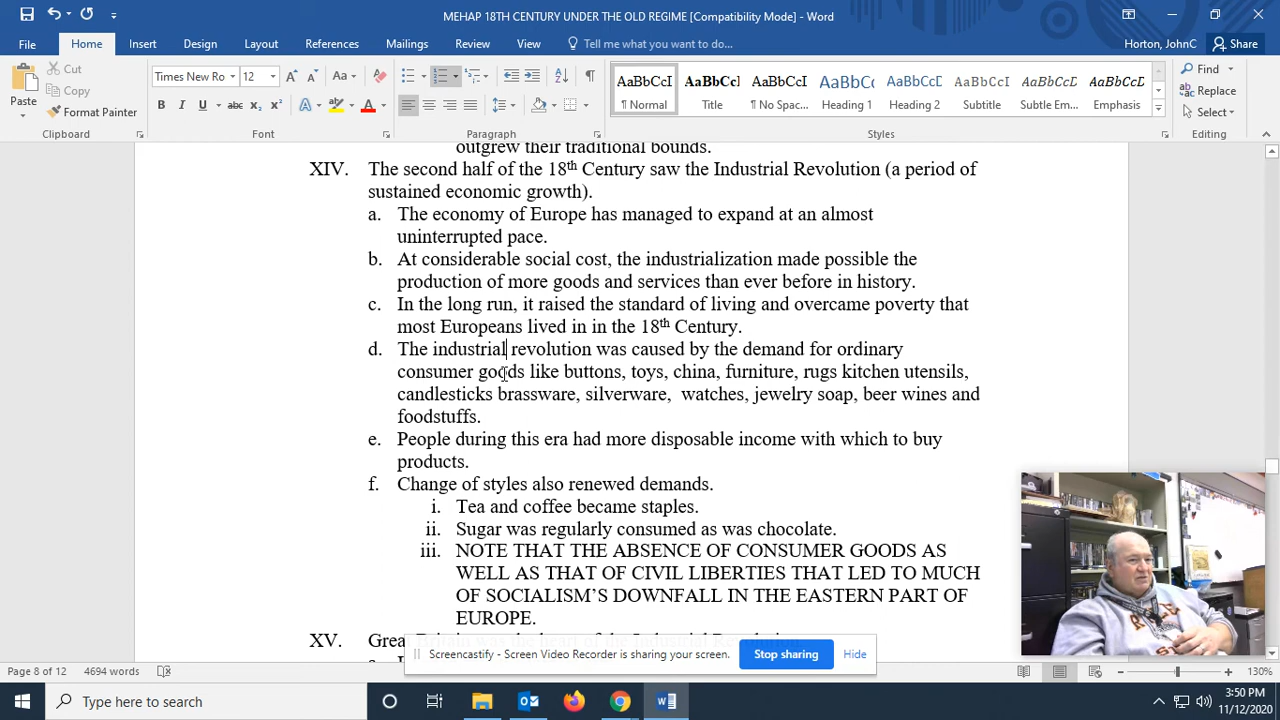 MEHAP 18TH CENTURY UNDER THE OLD REGIME [Compatibility Mode] - Word
File Home Insert Design Layout References Mailings Review View Tell me what you want to do... Horton, JohnC Share
Paste
Cut
Copy
Format Painter
Clipboard
Times New Ro 12
Font
Paragraph
AaBbCcI AaBbCcI AaBbCcI AaBbCc AaBbCcD AaBbCcD AaBbCcD AaBbCcD
¶ Normal Title ¶ No Spac... Heading 1 Heading 2 Subtitle Subtle Em... Emphasis
Styles
Find
Replace
Select
Editing
outgrew their traditional bounds.
XIV. The second half of the 18th Century saw the Industrial Revolution (a period of
sustained economic growth).
a. The economy of Europe has managed to expand at an almost
uninterrupted pace.
b. At considerable social cost, the industrialization made possible the
production of more goods and services than ever before in history.
c. In the long run, it raised the standard of living and overcame poverty that
most Europeans lived in in the 18th Century.
d. The industrial revolution was caused by the demand for ordinary
consumer goods like buttons, toys, china, furniture, rugs kitchen utensils,
candlesticks brassware, silverware, watches, jewelry soap, beer wines and
foodstuffs.
e. People during this era had more disposable income with which to buy
products.
f. Change of styles also renewed demands.
i. Tea and coffee became staples.
ii. Sugar was regularly consumed as was chocolate.
iii. NOTE THAT THE ABSENCE OF CONSUMER GOODS AS
WELL AS THAT OF CIVIL LIBERTIES THAT LED TO MUCH
OF SOCIALISM'S DOWNFALL IN THE EASTERN PART OF
EUROPE.
XV. Great Britain was the heart of the Industrial Revolution.
Screencastify - Screen Video Recorder is sharing your screen. Stop sharing Hide
Page 8 of 12 4694 words 130%
Type here to search
3:50 PM
11/12/2020